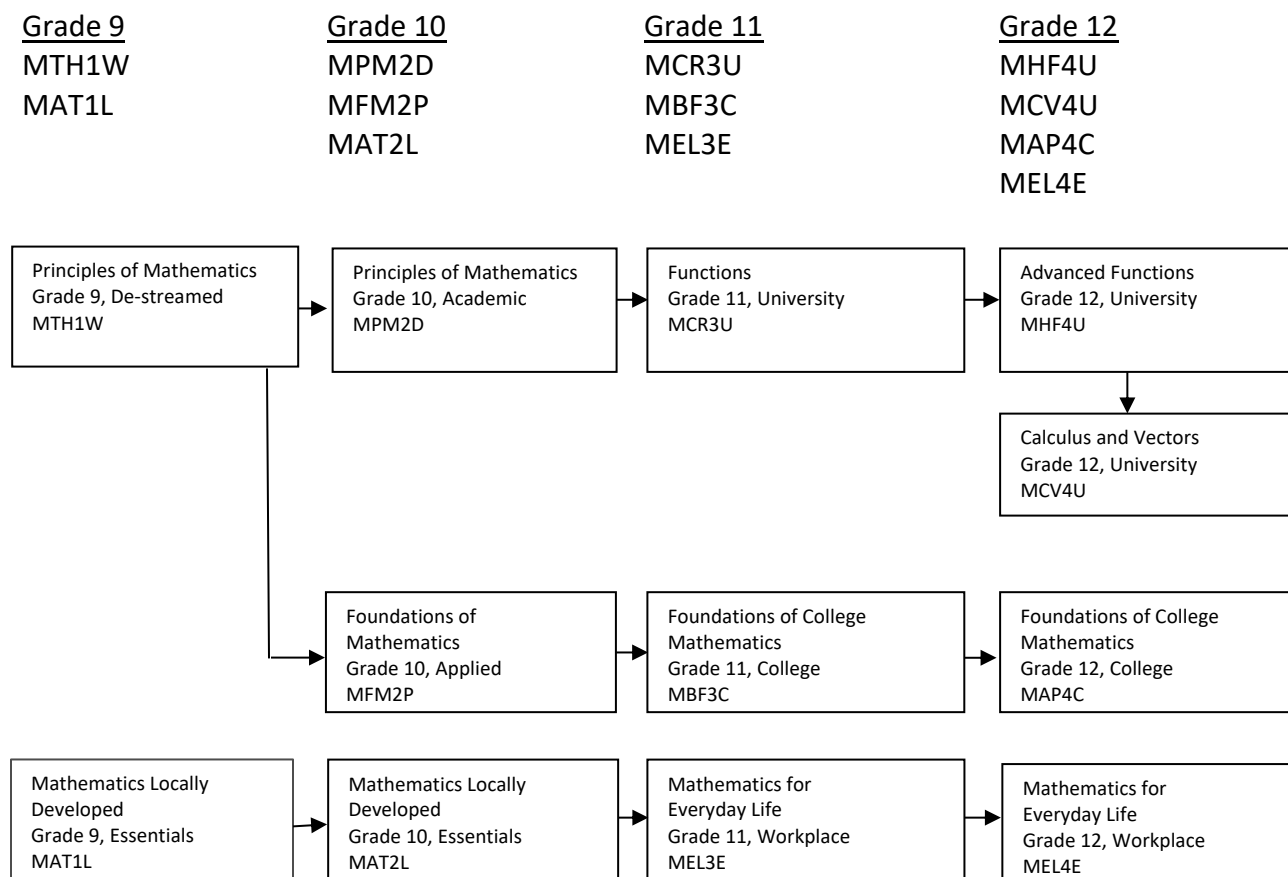 Grade 9
MTH1W
MAT1L
Grade 10
MPM2D
MFM2P
MAT2L
Grade 11
MCR3U
MBF3C
MEL3E
Grade 12
MHF4U
MCV4U
MAP4C
MEL4E
Principles of Mathematics
Grade 9, De-streamed
MTH1W
Principles of Mathematics
Grade 10, Academic
MPM2D
Functions
Grade 11, University
MCR3U
Advanced Functions
Grade 12, University
MHF4U
Calculus and Vectors
Grade 12, University
MCV4U
Foundations of
Mathematics
Grade 10, Applied
MFM2P
Foundations of College
Mathematics
Grade 11, College
MBF3C
Foundations of College
Mathematics
Grade 12, College
MAP4C
Mathematics Locally
Developed
Grade 9, Essentials
MAT1L
Mathematics Locally
Developed
Grade 10, Essentials
MAT2L
Mathematics for
Everyday Life
Grade 11, Workplace
MEL3E
Mathematics for
Everyday Life
Grade 12, Workplace
MEL4E